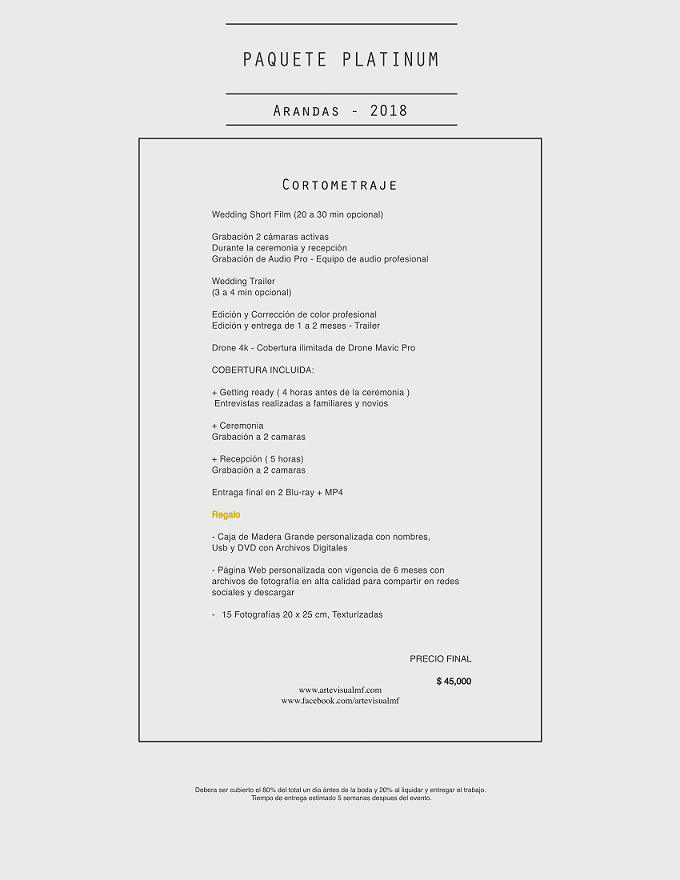 PAQUETE PLATINUM
Arandas - 2018
Cortometraje
Wedding Short Film (20 a 30 min opcional)
Grabación 2 cámaras activas
Durante la ceremonia y recepción
Grabación de Audio Pro - Equipo de audio profesional
Wedding Trailer
(3 a 4 min opcional)
Edición y Corrección de color profesional
Edición y entrega de 1 a 2 meses - Trailer
Drone 4k - Cobertura ilimitada de Drone Mavic Pro
COBERTURA INCLUIDA:
+ Getting ready ( 4 horas antes de la ceremonia )
Entrevistas realizadas a familiares y novios
+ Ceremonia
Grabación a 2 camaras
+ Recepción ( 5 horas)
Grabación a 2 camaras
Entraga final en 2 Blu-ray + MP4
Regalo
- Caja de Madera Grande personalizada con nombres,
Usb y DVD con Archivos Digitales
- Página Web personalizada con vigencia de 6 meses con
archivos de fotografía en alta calidad para compartir en redes
sociales y descargar
- 15 Fotografías 20 x 25 cm, Texturizadas
PRECIO FINAL
$ 45,000
www.artevisualmf.com
www.facebook.com/artevisualmf
Debera ser cubierto el 80% del total un dia ántes de la boda y 20% al liquidar y entregar el trabajo.
Tiempo de entrega estimado 5 semanas despues del evento.